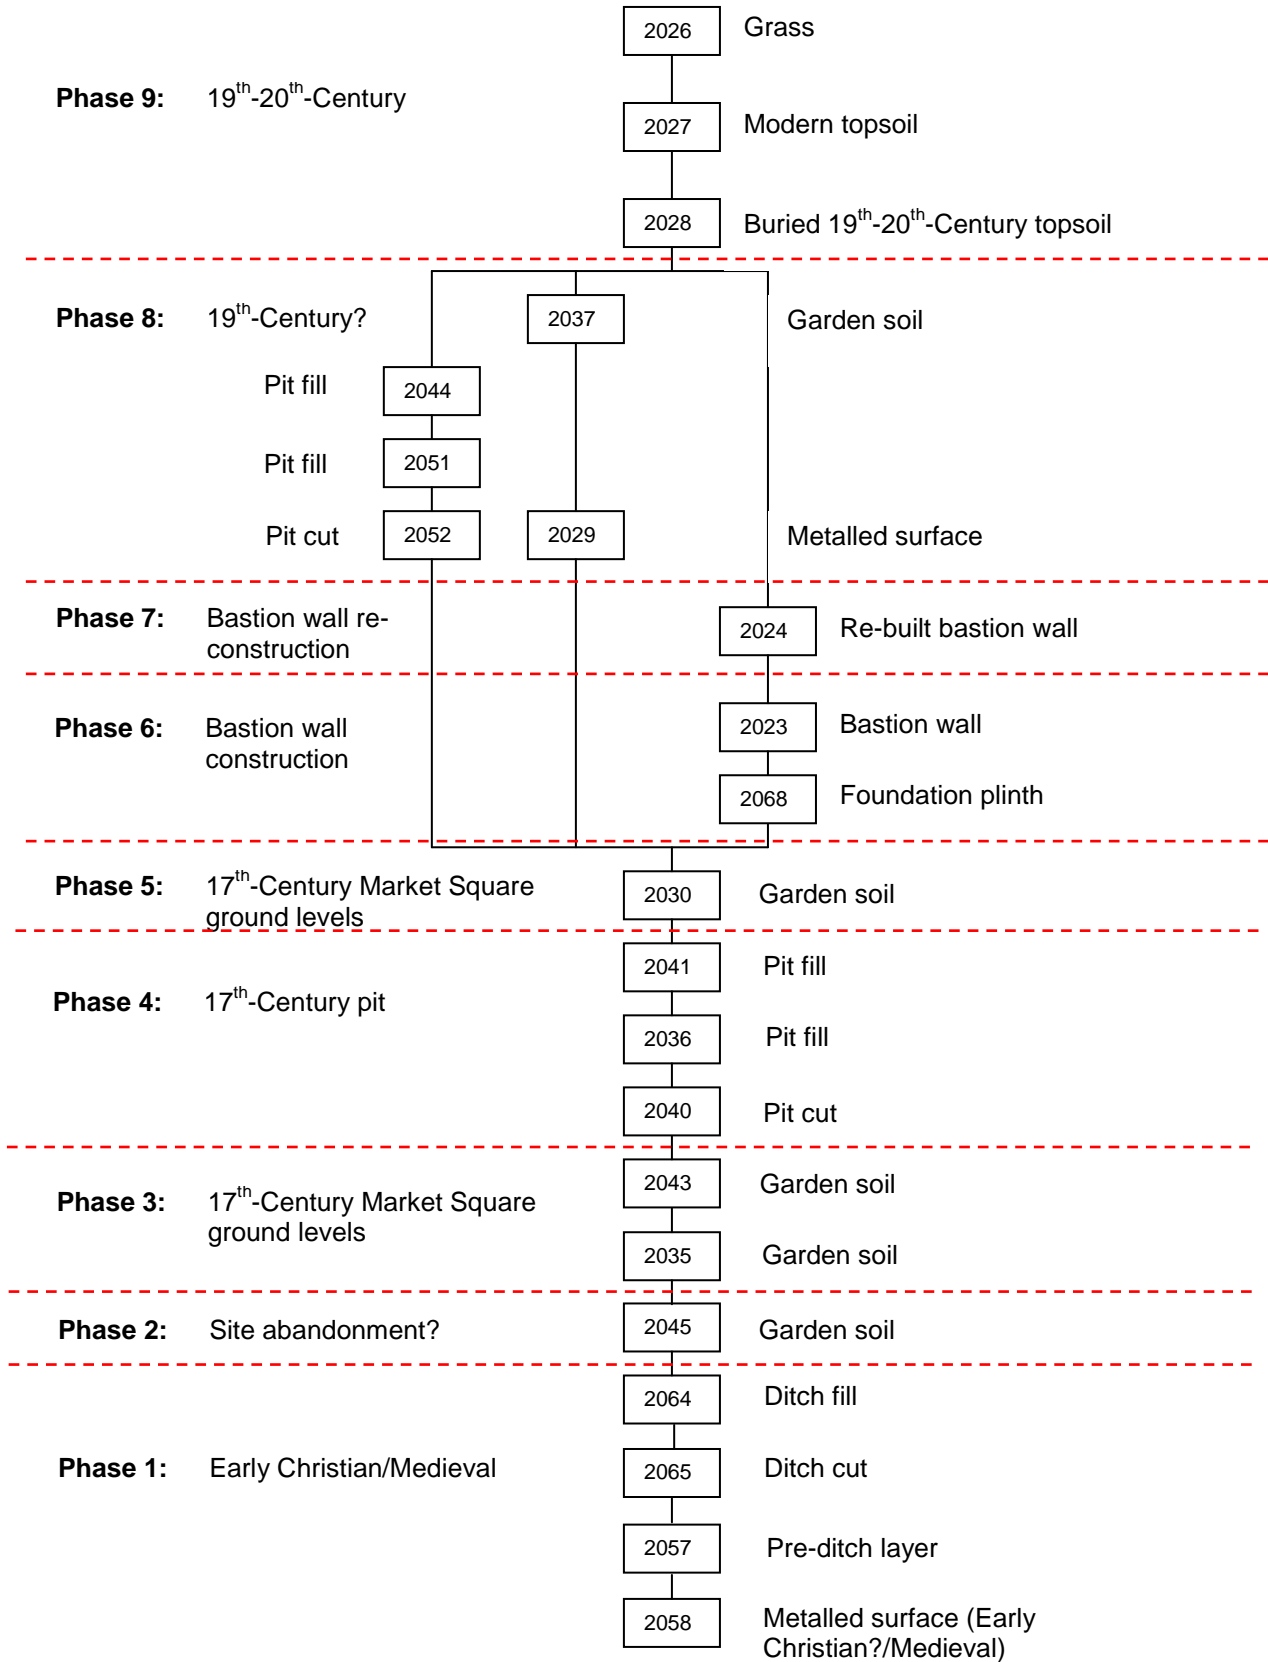 2026 Grass
Phase 9: 19th-20th-Century
2027 Modern topsoil
2028 Buried 19th-20th-Century topsoil
Phase 8: 19th-Century? 2037 Garden soil
Pit fill 2044
Pit fill 2051
Pit cut 2052 2029 Metalled surface
Phase 7: Bastion wall re-
construction
2024 Re-built bastion wall
Phase 6: Bastion wall
construction
2023 Bastion wall
2068 Foundation plinth
Phase 5: 17th-Century Market Square
ground levels
2030 Garden soil
2041 Pit fill
Phase 4: 17th-Century pit
2036 Pit fill
2040 Pit cut
2043 Garden soil
Phase 3: 17th-Century Market Square
ground levels
2035 Garden soil
Phase 2: Site abandonment? 2045 Garden soil
2064 Ditch fill
Phase 1: Early Christian/Medieval 2065 Ditch cut
2057 Pre-ditch layer
2058 Metalled surface (Early
Christian?/Medieval)